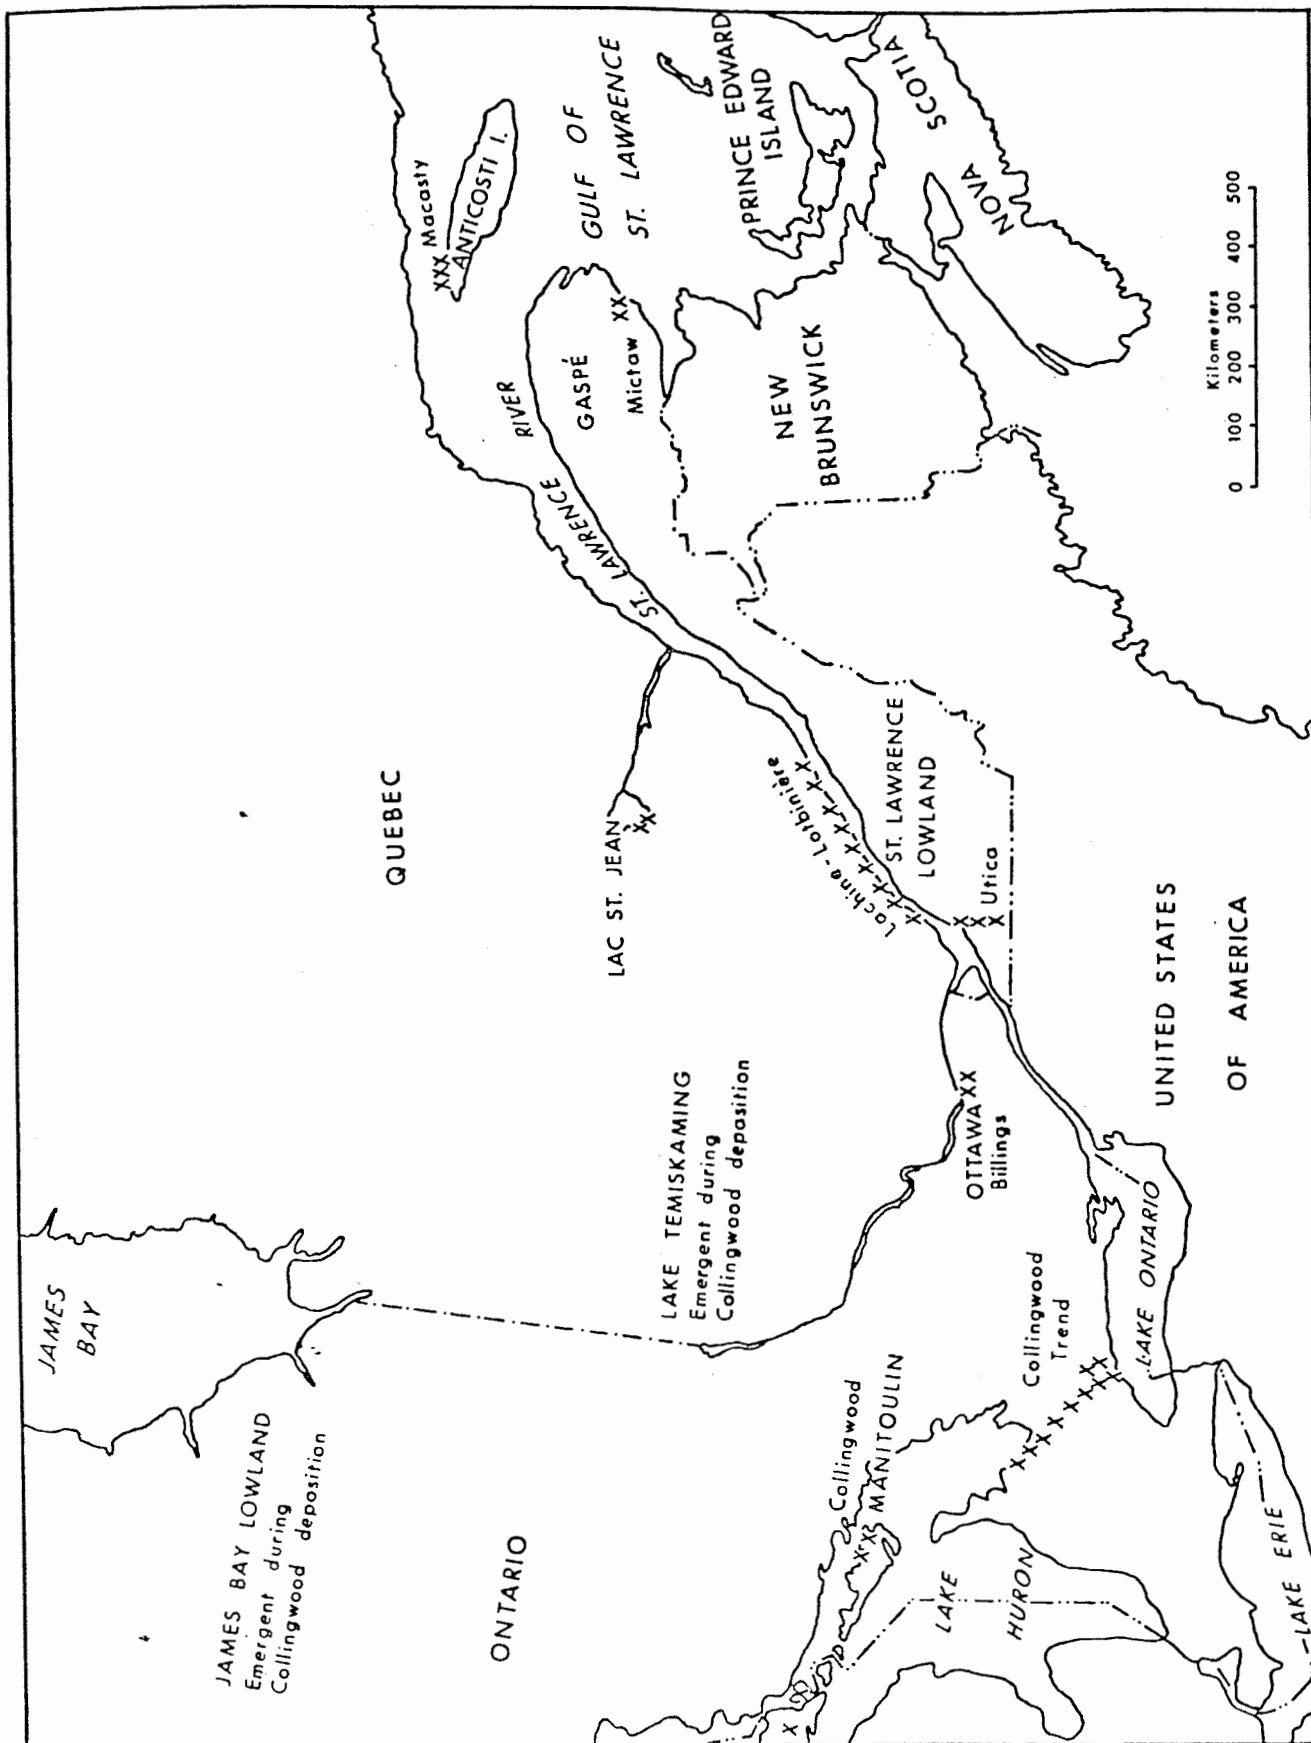 JAMES
BAY
JAMES BAY LOWLAND
Emergent during
Collingwood deposition
QUEBEC
ONTARIO
LAC ST. JEAN
LAKE TEMISKAMING
Emergent during
Collingwood deposition
Macasty
XXX
ANTICOSTI I.
GULF OF
ST. LAWRENCE
RIVER
ST. LAWRENCE
GASPÉ
Mictaw XX
PRINCE EDWARD
ISLAND
NEW
BRUNSWICK
NOVA SCOTIA
Lachine-Lotbinière
ST. LAWRENCE
LOWLAND
Utica
OTTAWA XX
Billings
Collingwood
MANITOULIN
Collingwood
Trend
LAKE
HURON
LAKE ONTARIO
LAKE ERIE
UNITED STATES
OF AMERICA
Kilometers
0 100 200 300 400 500